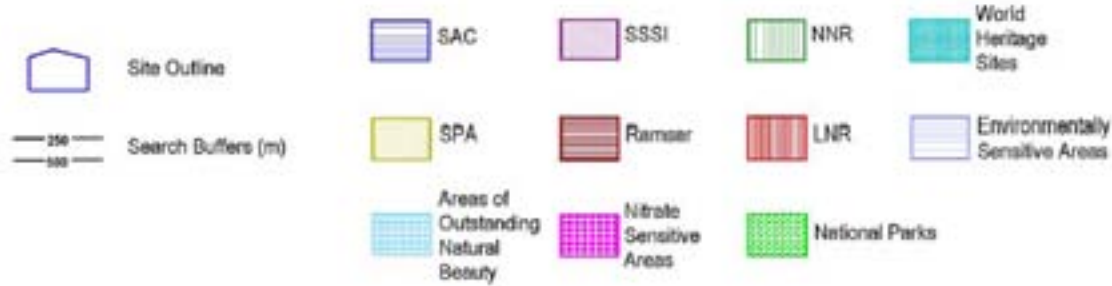 Site Outline
250
500
Search Buffers (m)
SAC
SSSI
NNR
World
Heritage
Sites
SPA
Ramsar
LNR
Environmentally
Sensitive Areas
Areas of
Outstanding
Natural
Beauty
Nitrate
Sensitive
Areas
National Parks